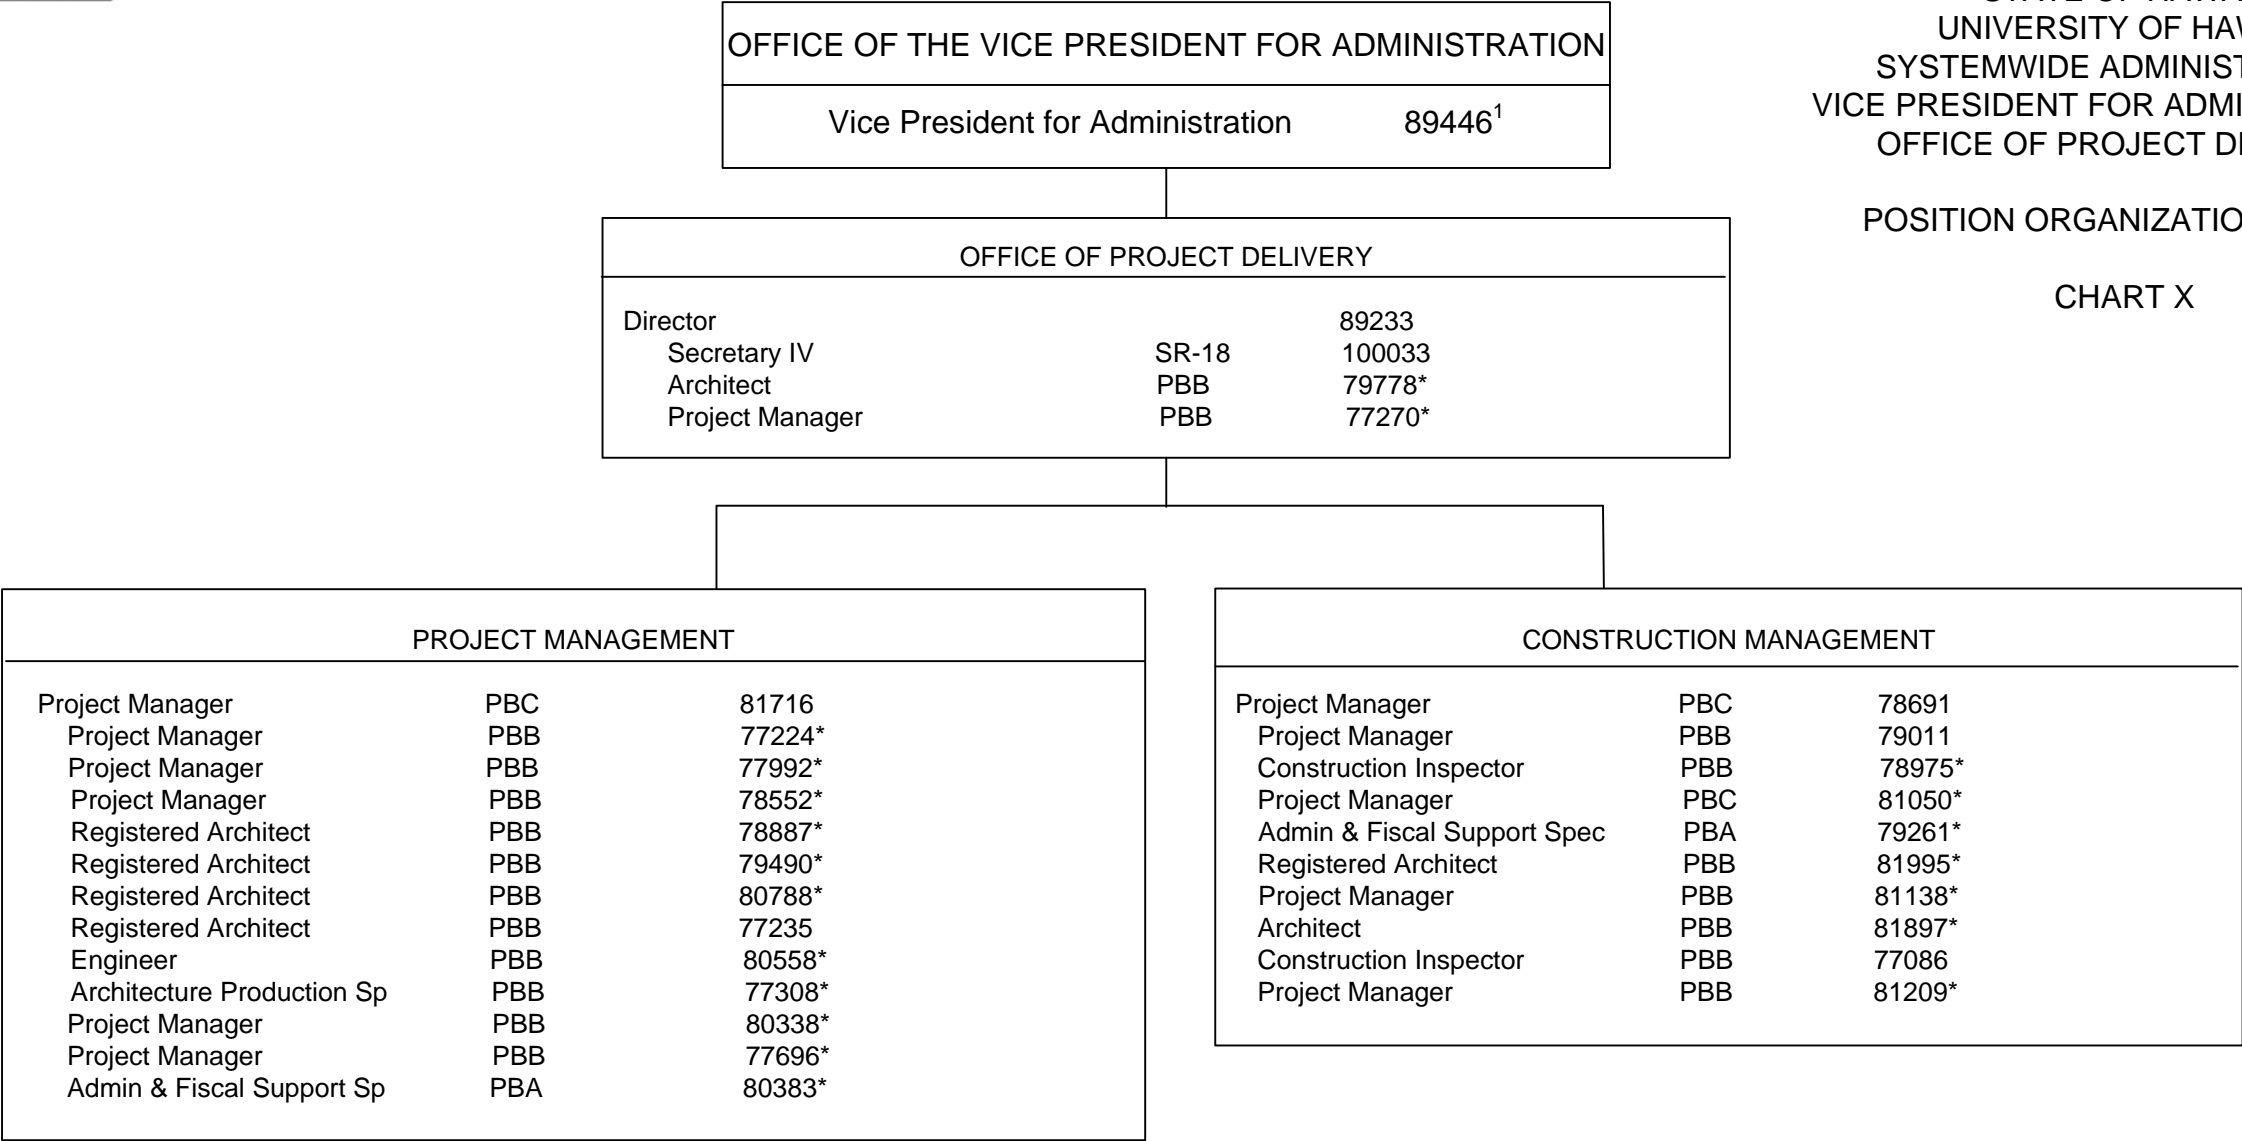 OFFICE OF THE VICE PRESIDENT FOR ADMINISTRATION
Vice President for Administration 89446¹
UNIVERSITY OF
SYSTEMWIDE
VICE PRESIDENT FOR
OFFICE OF PROJECT
POSITION
CHART X
OFFICE OF PROJECT DELIVERY
Director 89233
Secretary IV SR-18 100033
Architect PBB 79778*
Project Manager PBB 77270*
PROJECT MANAGEMENT
Project Manager PBC 81716
Project Manager PBB 77224*
Project Manager PBB 77992*
Project Manager PBB 78552*
Registered Architect PBB 78887*
Registered Architect PBB 79490*
Registered Architect PBB 80788*
Registered Architect PBB 77235
Engineer PBB 80558*
Architecture Production Sp PBB 77308*
Project Manager PBB 80338*
Project Manager PBB 77696*
Admin & Fiscal Support Sp PBA 80383*
CONSTRUCTION MANAGEMENT
Project Manager PBC 78691
Project Manager PBB 79011
Construction Inspector PBB 78975*
Project Manager PBC 81050*
Admin & Fiscal Support Spec PBA 79261*
Registered Architect PBB 81995*
Project Manager PBB 81138*
Architect PBB 81897*
Construction Inspector PBB 77086
Project Manager PBB 81209*